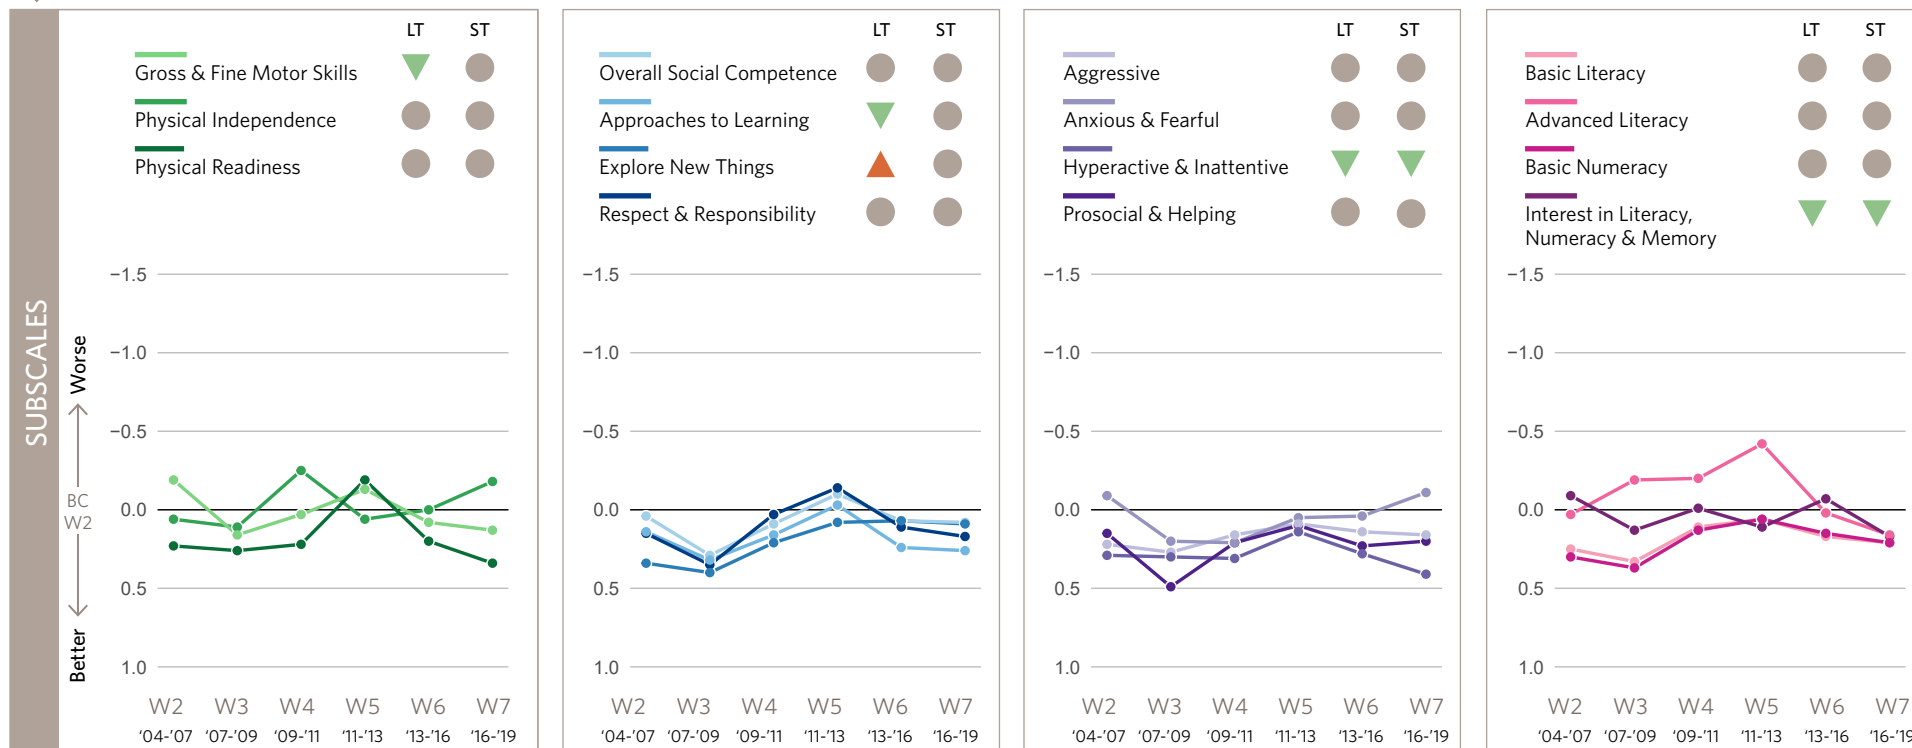 SUBSCALES
Worse
BC
W2
Better
LT ST
Gross & Fine Motor Skills
Physical Independence
Physical Readiness
−1.5
−1.0
−0.5
0.0
0.5
1.0
W2 W3 W4 W5 W6 W7
‘04-’07 ‘07-’09 ‘09-’11 ‘11-’13 ‘13-’16 ‘16-’19
LT ST
Overall Social Competence
Approaches to Learning
Explore New Things
Respect & Responsibility
−1.5
−1.0
−0.5
0.0
0.5
1.0
W2 W3 W4 W5 W6 W7
‘04-’07 ‘07-’09 ‘09-’11 ‘11-’13 ‘13-’16 ‘16-’19
LT ST
Aggressive
Anxious & Fearful
Hyperactive & Inattentive
Prosocial & Helping
−1.5
−1.0
−0.5
0.0
0.5
1.0
W2 W3 W4 W5 W6 W7
‘04-’07 ‘07-’09 ‘09-’11 ‘11-’13 ‘13-’16 ‘16-’19
LT ST
Basic Literacy
Advanced Literacy
Basic Numeracy
Interest in Literacy,
Numeracy & Memory
−1.5
−1.0
−0.5
0.0
0.5
1.0
W2 W3 W4 W5 W6 W7
‘04-’07 ‘07-’09 ‘09-’11 ‘11-’13 ‘13-’16 ‘16-’19